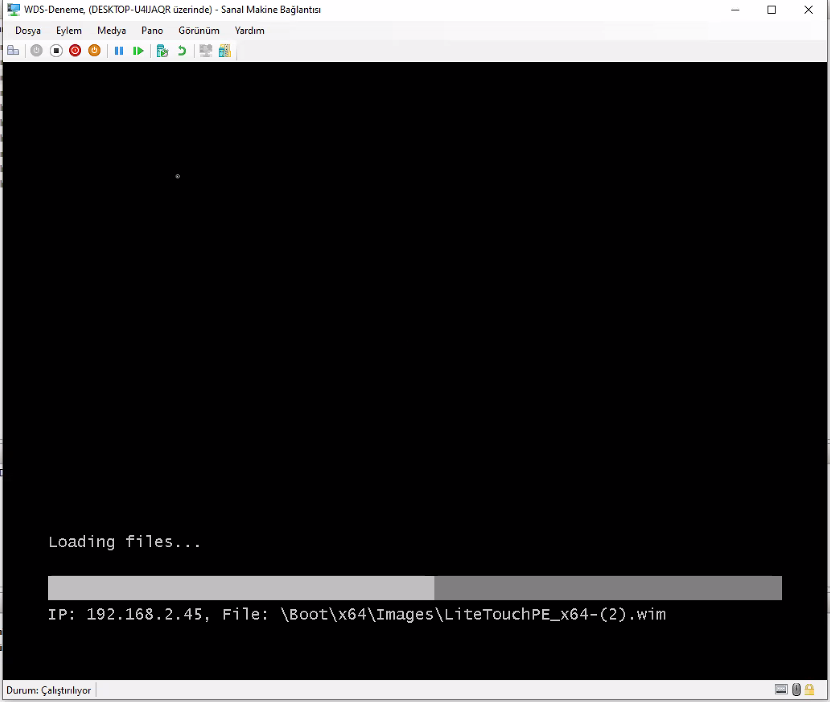 WDS-Deneme, (DESKTOP-U4IJAQR üzerinde) - Sanal Makine Bağlantısı
Dosya Eylem Medya Pano Görünüm Yardım
Loading files...
IP: 192.168.2.45, File: \Boot\x64\Images\LiteTouchPE_x64-(2).wim
Durum: Çalıştırılıyor